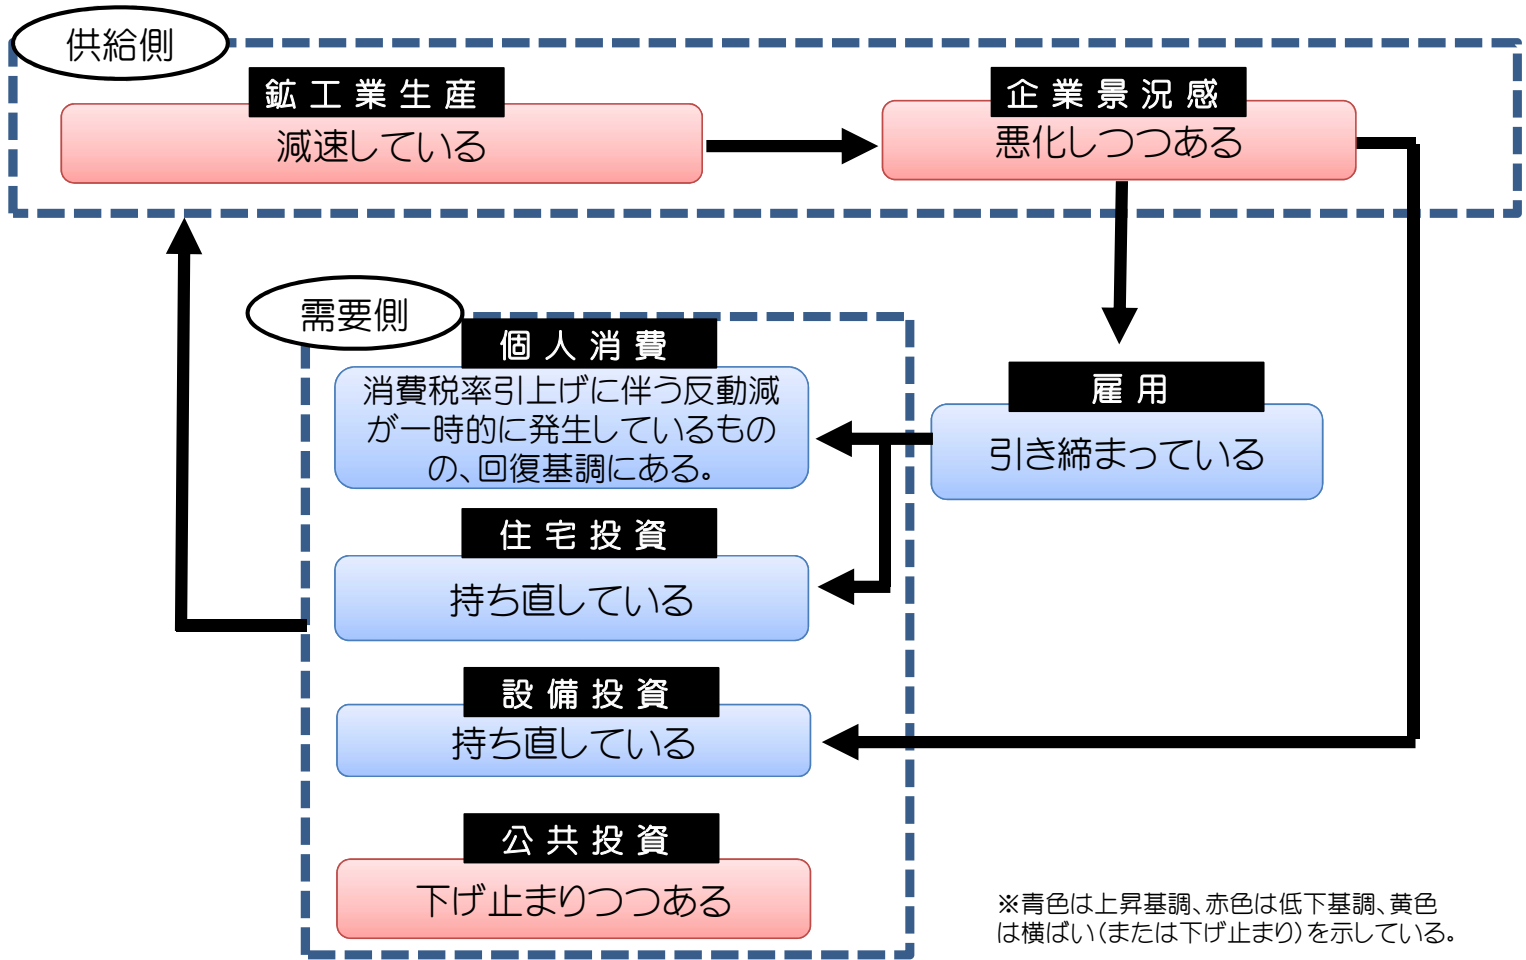 供給側
鉱工業生産
減速している
企業景況感
悪化しつつある
需要側
個人消費
消費税率引上げに伴う反動減
が一時的に発生しているもの
の、回復基調にある。
雇用
引き締まっている
住宅投資
持ち直している
設備投資
持ち直している
公共投資
下げ止まりつつある
※青色は上昇基調、赤色は低下基調、黄色
は横ばい(または下げ止まり)を示している。